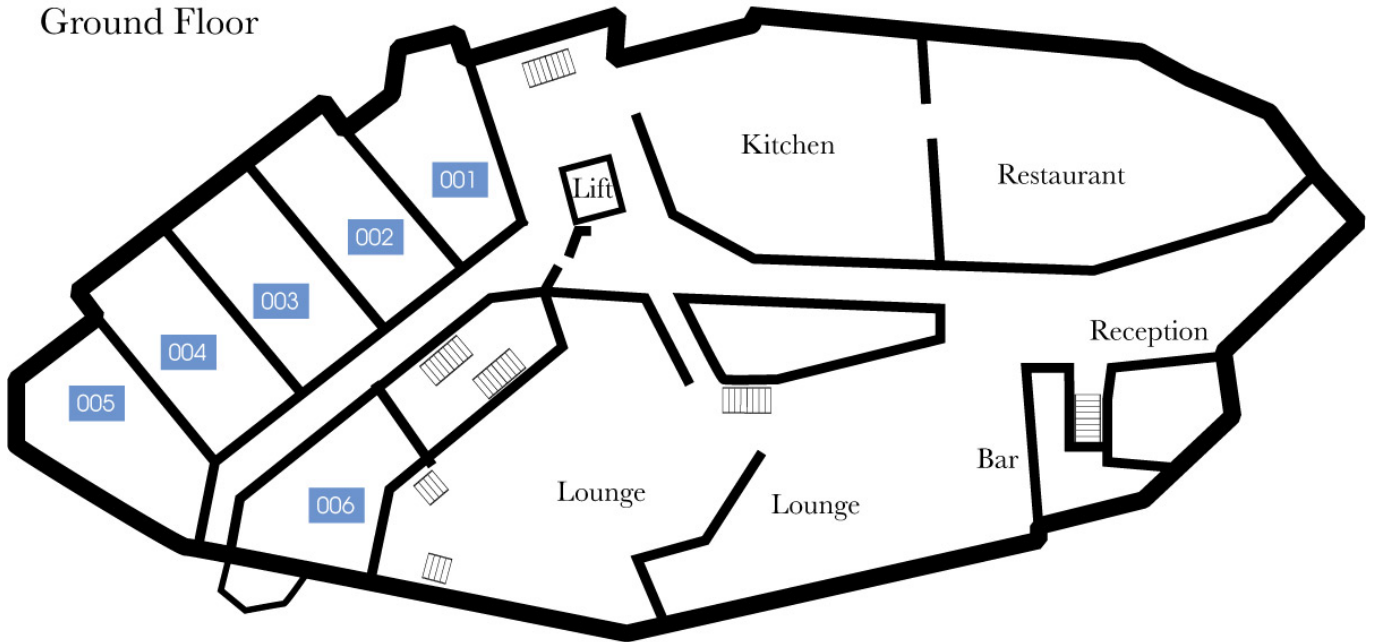 Ground Floor
Kitchen
Restaurant
001
Lift
002
003
Reception
004
005
Bar
Lounge
Lounge
006